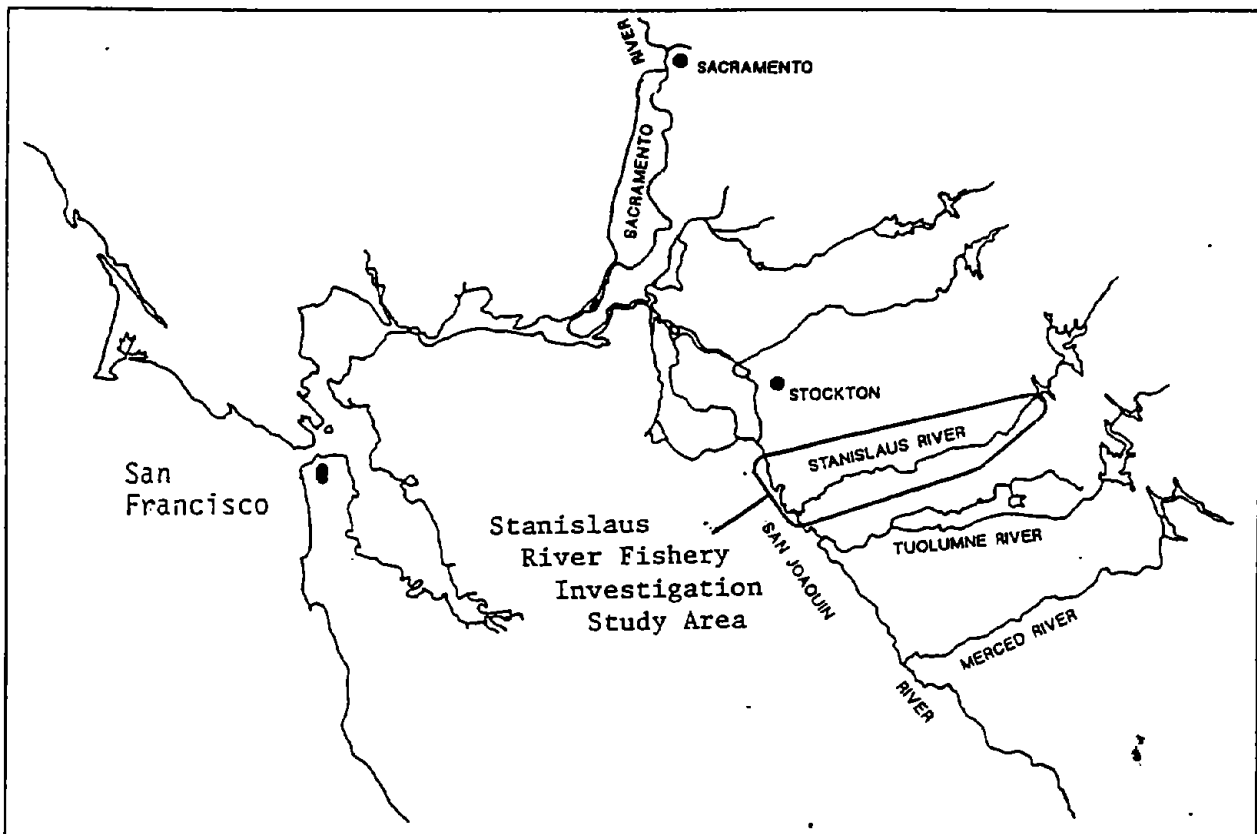 RIVER
SACRAMENTO
SACRAMENTO
STOCKTON
STANISLAUS RIVER
San
Francisco
Stanislaus
River Fishery
Investigation
Study Area
SAN JOAQUIN
RIVER
TUOLUMNE RIVER
MERCED RIVER